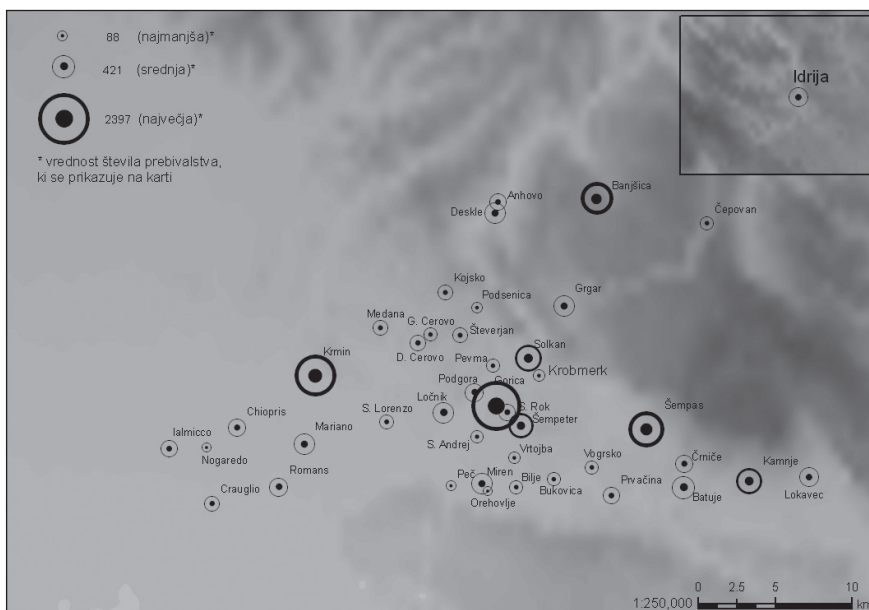 88 (najmanjša)*
421 (srednja)*
2397 (največja)*
* vrednost števila prebivalstva,
ki se prikazuje na karti
Idrija
Banjšica
Anhovo
Deskle
Čepovan
Kojsko
Podsenica
Grgar
Medana
G. Cerovo
Števerjan
D. Cerovo
Solkan
Krmin
Pevma
Krobmerk
Podgora
Gorica
Ločnik
S. Rok
S. Lorenzo
Šempeter
Šempas
Chiopris
Mariano
S. Andrej
Ialmicco
Nogaredo
Vrtojba
Vogrsko
Črniče
Kamnje
Romans
Peč
Miren
Bilje
Bukovica
Prvačina
Batuje
Lokavec
Crauglio
Orehovlje
1:250,000 0 2.5 5 10
km